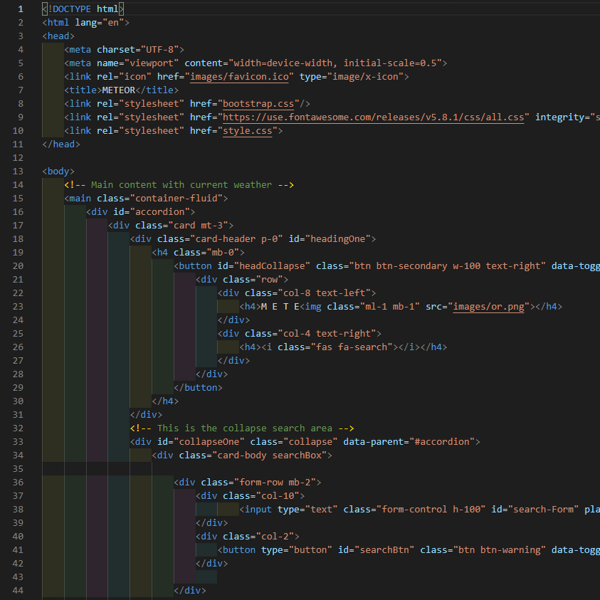 1 <!DOCTYPE html>
2 <html lang="en">
3 <head>
4 <meta charset="UTF-8">
5 <meta name="viewport" content="width=device-width, initial-scale=0.5">
6 <link rel="icon" href="images/favicon.ico" type="image/x-icon">
7 <title>METEOR</title>
8 <link rel="stylesheet" href="bootstrap.css"/>
9 <link rel="stylesheet" href="https://use.fontawesome.com/releases/v5.8.1/css/all.css" integrity="s
10 <link rel="stylesheet" href="style.css">
11 </head>
12
13 <body>
14 <!-- Main content with current weather -->
15 <main class="container-fluid">
16 <div id="accordion">
17 <div class="card mt-3">
18 <div class="card-header p-0" id="headingOne">
19 <h4 class="mb-0">
20 <button id="headCollapse" class="btn btn-secondary w-100 text-right" data-togg
21 <div class="row">
22 <div class="col-8 text-left">
23 <h4>M E T E<img class="ml-1 mb-1" src="images/or.png"></h4>
24 </div>
25 <div class="col-4 text-right">
26 <h4><i class="fas fa-search"></i></h4>
27 </div>
28 </div>
29 </button>
30 </h4>
31 </div>
32 <!-- This is the collapse search area -->
33 <div id="collapseOne" class="collapse" data-parent="#accordion">
34 <div class="card-body searchBox">
35
36 <div class="form-row mb-2">
37 <div class="col-10">
38 <input type="text" class="form-control h-100" id="search-Form" pla
39 </div>
40 <div class="col-2">
41 <button type="button" id="searchBtn" class="btn btn-warning" data-togg
42 </div>
43
44 </div>